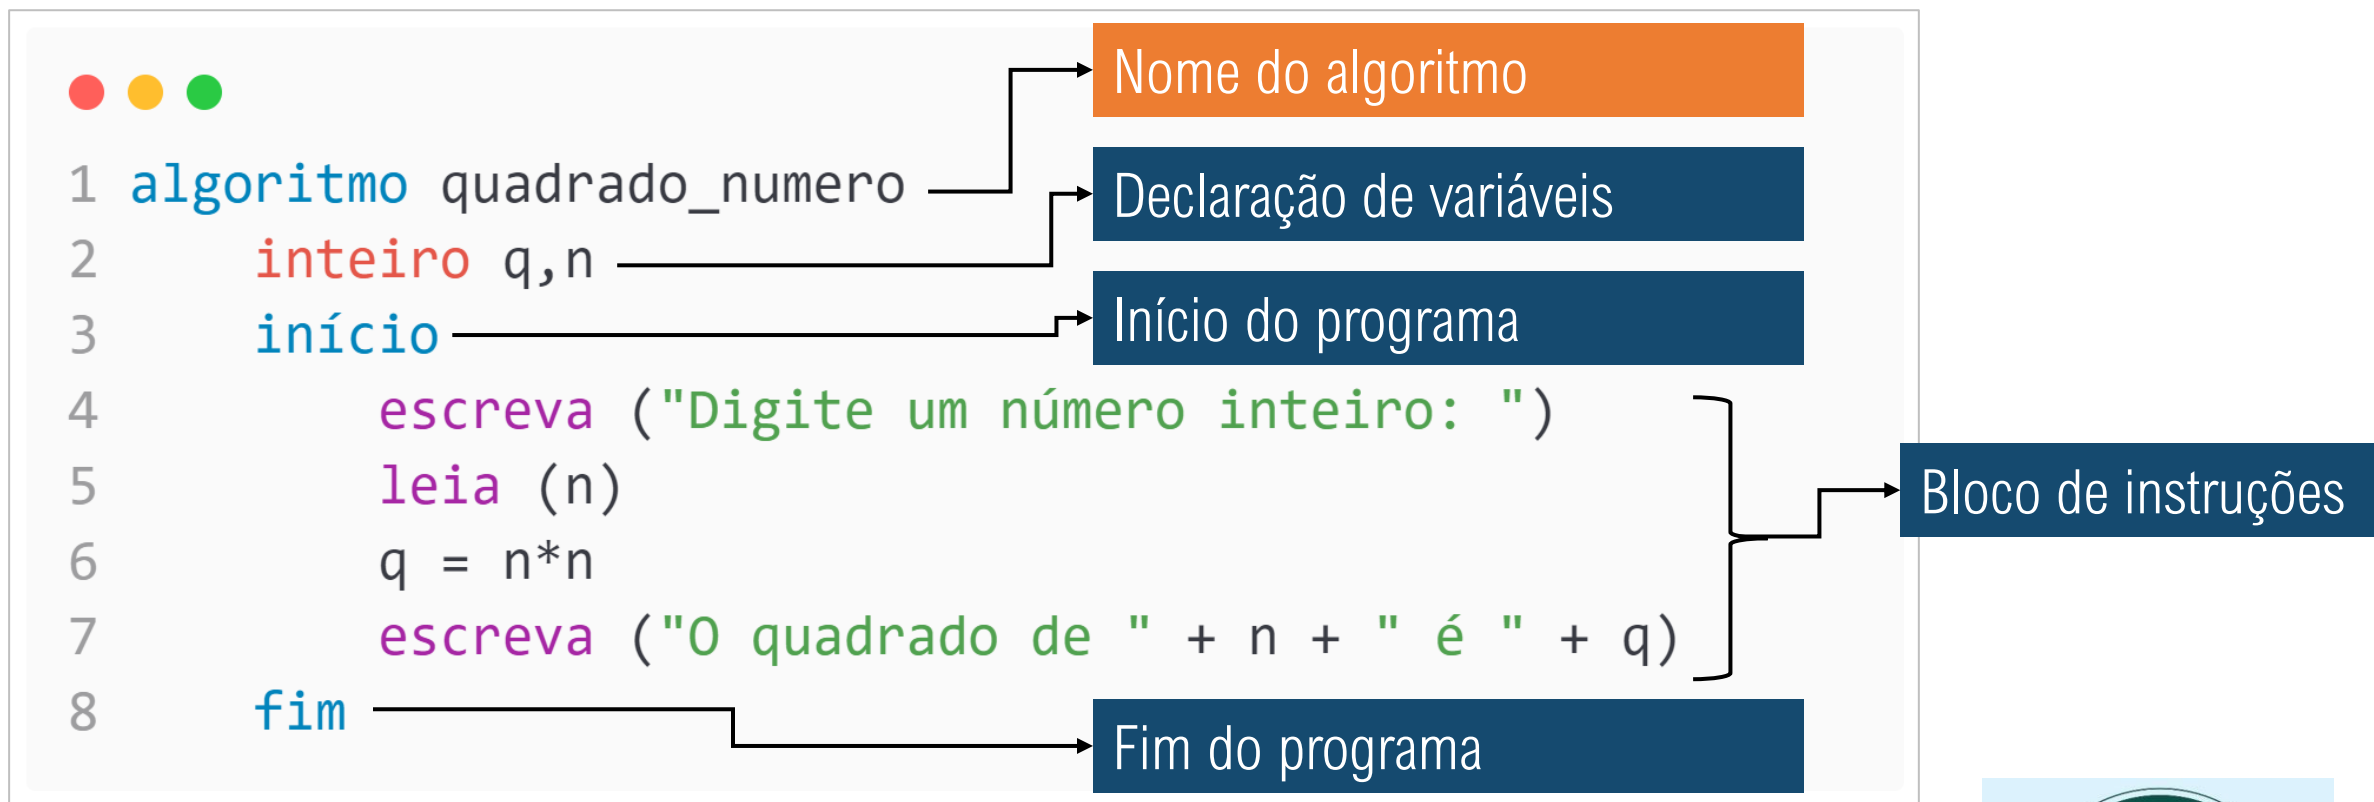 Nome do algoritmo
1 algoritmo quadrado_numero
Declaração de variáveis
2 inteiro q,n
Início do programa
3 início
4 escreva ("Digite um número inteiro: ")
5 leia (n)
Bloco de instruções
6 q = n*n
7 escreva ("O quadrado de " + n + " é " + q)
8 fim
Fim do programa